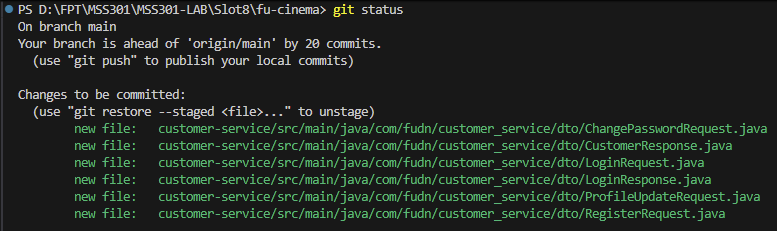 PS D:\FPT\MSS301\MSS301-LAB\Slot8\fu-cinema> git status
On branch main
Your branch is ahead of 'origin/main' by 20 commits.
  (use "git push" to publish your local commits)

Changes to be committed:
  (use "git restore --staged <file>..." to unstage)
        new file:   customer-service/src/main/java/com/fudn/customer_service/dto/ChangePasswordRequest.java
        new file:   customer-service/src/main/java/com/fudn/customer_service/dto/CustomerResponse.java
        new file:   customer-service/src/main/java/com/fudn/customer_service/dto/LoginRequest.java
        new file:   customer-service/src/main/java/com/fudn/customer_service/dto/LoginResponse.java
        new file:   customer-service/src/main/java/com/fudn/customer_service/dto/ProfileUpdateRequest.java
        new file:   customer-service/src/main/java/com/fudn/customer_service/dto/RegisterRequest.java